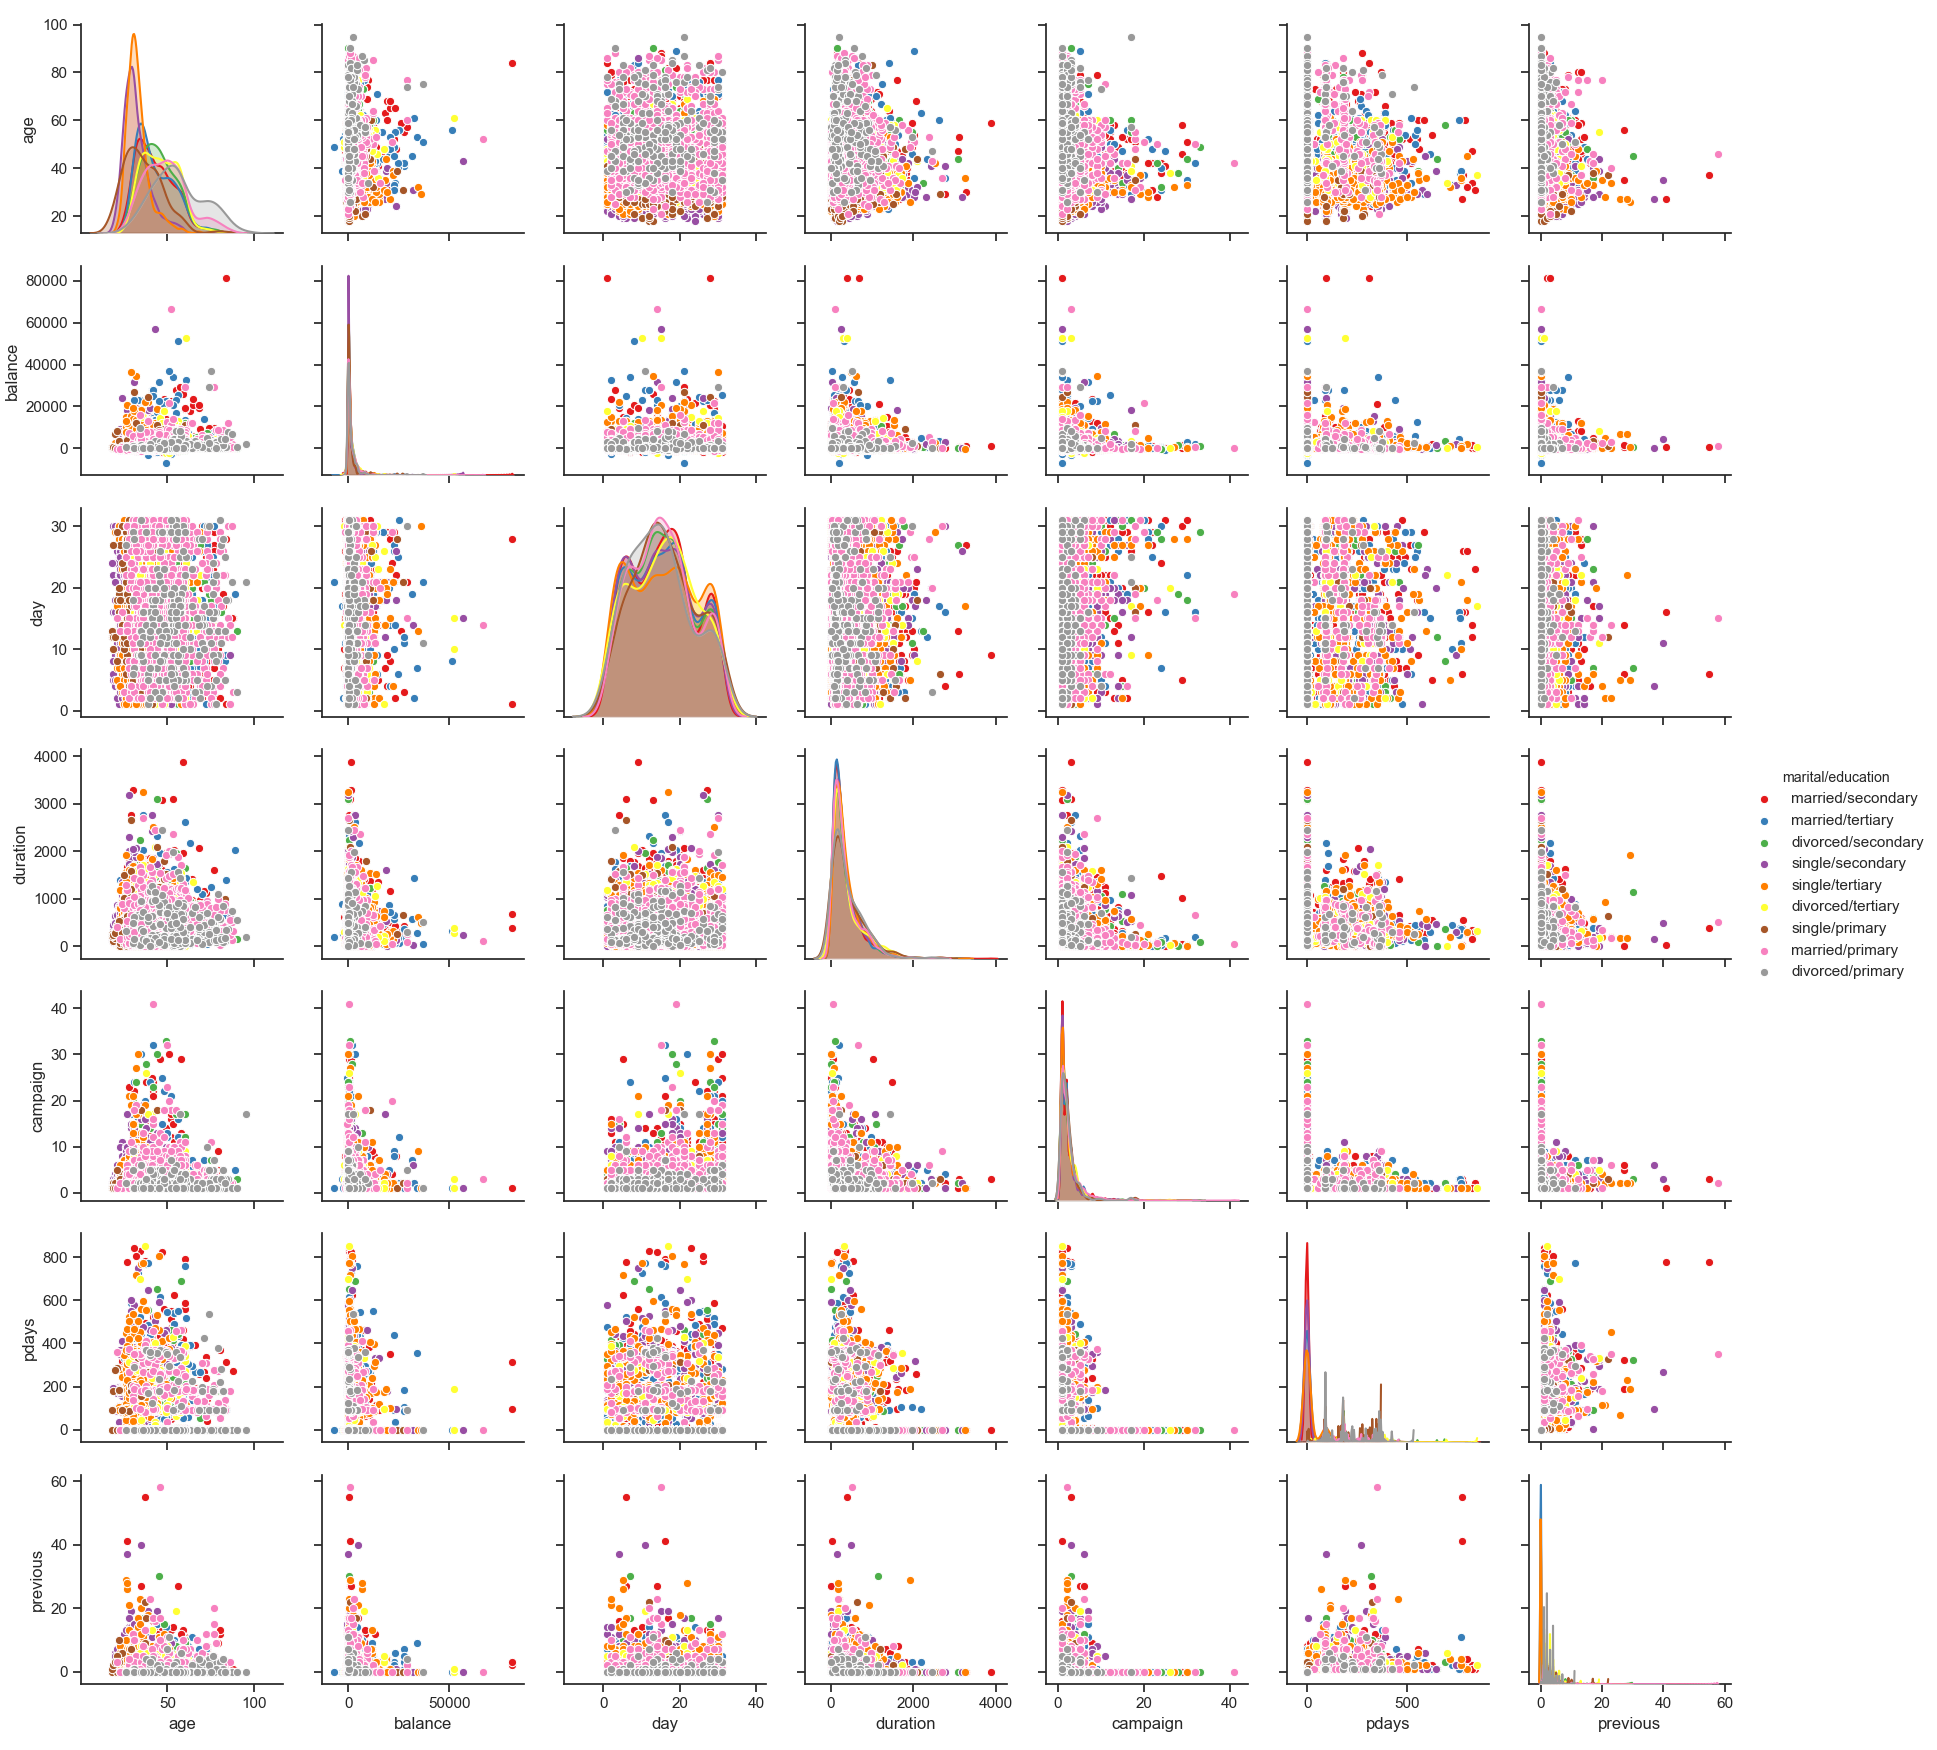 100
80
60
40
20
age
80000
60000
40000
20000
0
balance
30
20
10
0
day
4000
3000
2000
1000
0
duration
marital/education
married/secondary
married/tertiary
divorced/secondary
single/secondary
single/tertiary
divorced/tertiary
single/primary
married/primary
divorced/primary
40
30
20
10
0
campaign
800
600
400
200
0
pdays
60
40
20
0
previous
50 100
0 50000
0 20 40
0 2000 4000
0 20 40
0 500
0 20 40 60
age
balance
day
duration
campaign
pdays
previous